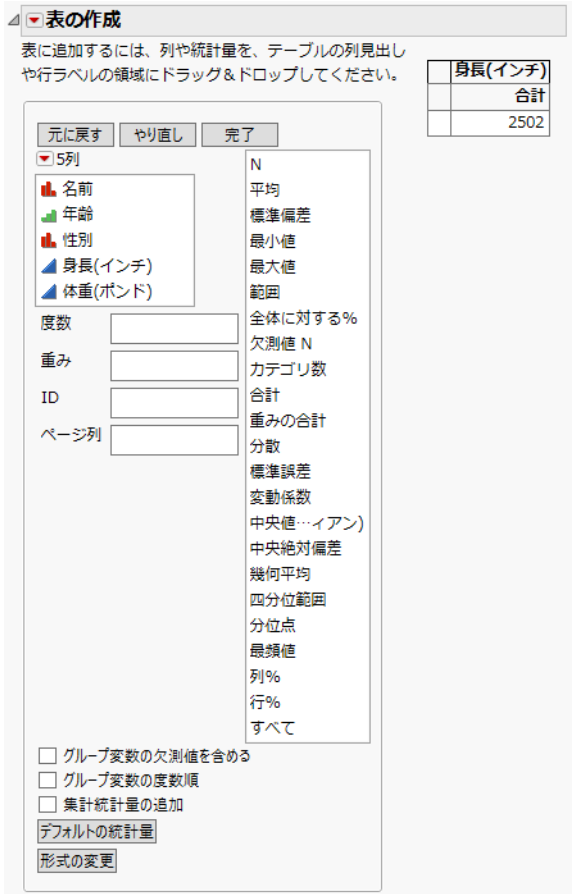 表の作成
表に追加するには、列や統計量を、テーブルの列見出し
や行ラベルの領域にドラッグ＆ドロップしてください。
元に戻す やり直し 完了
5列
名前
年齢
性別
身長(インチ)
体重(ポンド)
度数
重み
ID
ページ列
N
平均
標準偏差
最小値
最大値
範囲
全体に対する%
欠測値 N
カテゴリ数
合計
重みの合計
分散
標準誤差
変動係数
中央値…ィアン)
中央絶対偏差
幾何平均
四分位範囲
分位点
最頻値
列%
行%
すべて
グループ変数の欠測値を含める
グループ変数の度数順
集計統計量の追加
デフォルトの統計量
形式の変更
身長(インチ)
合計
2502